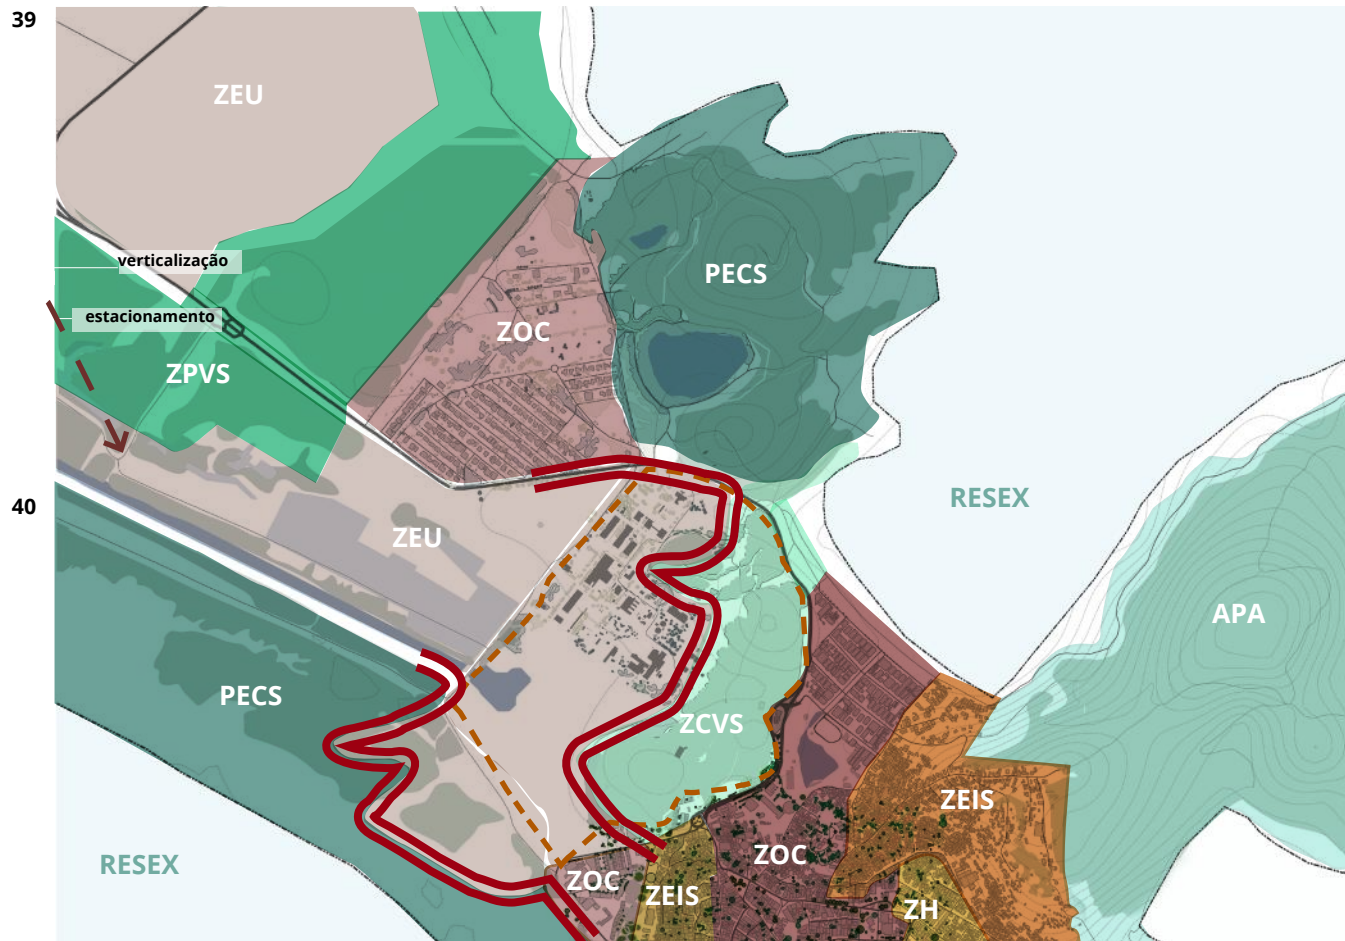 39
ZEU
verticalização
PECS
estacionamento
ZOC
ZPVS
RESEX
40
ZEU
APA
PECS
ZCVS
ZEIS
ZOC
RESEX
ZOC
ZEIS
ZH